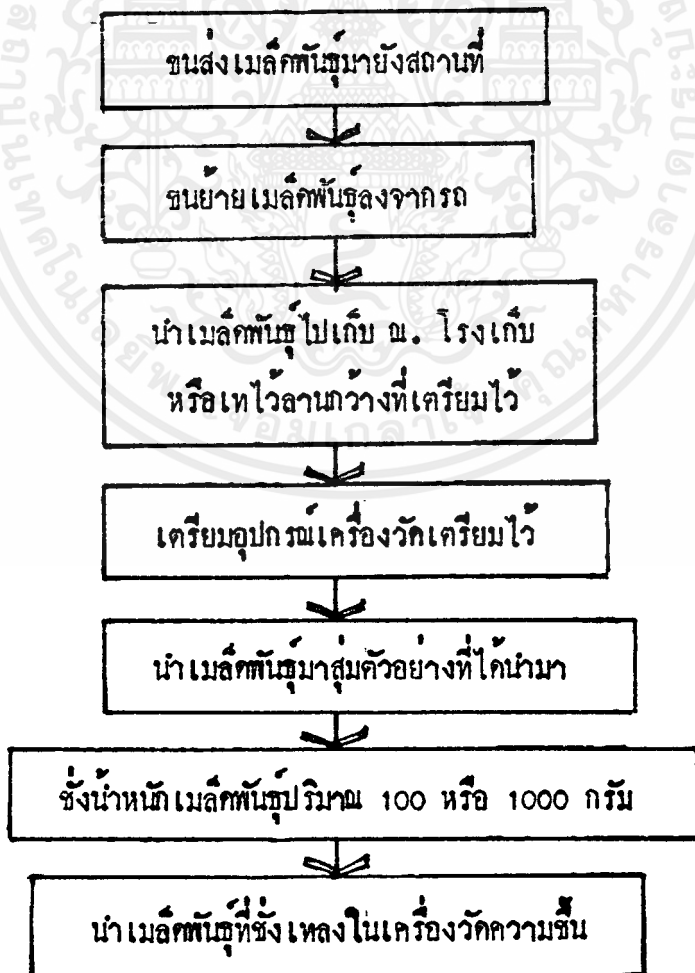 ขนส่งเมล็ดพันธุ์มายังสถานที่
ขนย้ายเมล็ดพันธุ์ลงจากรถ
นำเมล็ดพันธุ์ไปเก็บ ณ. โรงเก็บ
หรือเทไว้ลานกว้างที่เตรียมไว้
เตรียมอุปกรณ์เครื่องวัดเตรียมไว้
นำเมล็ดพันธุ์มาสุ่มตัวอย่างที่ได้นำมา
ชั่งน้ำหนักเมล็ดพันธุ์ปริมาณ 100 หรือ 1000 กรัม
นำเมล็ดพันธุ์ที่ชั่งเทลงในเครื่องวัดความชื้น